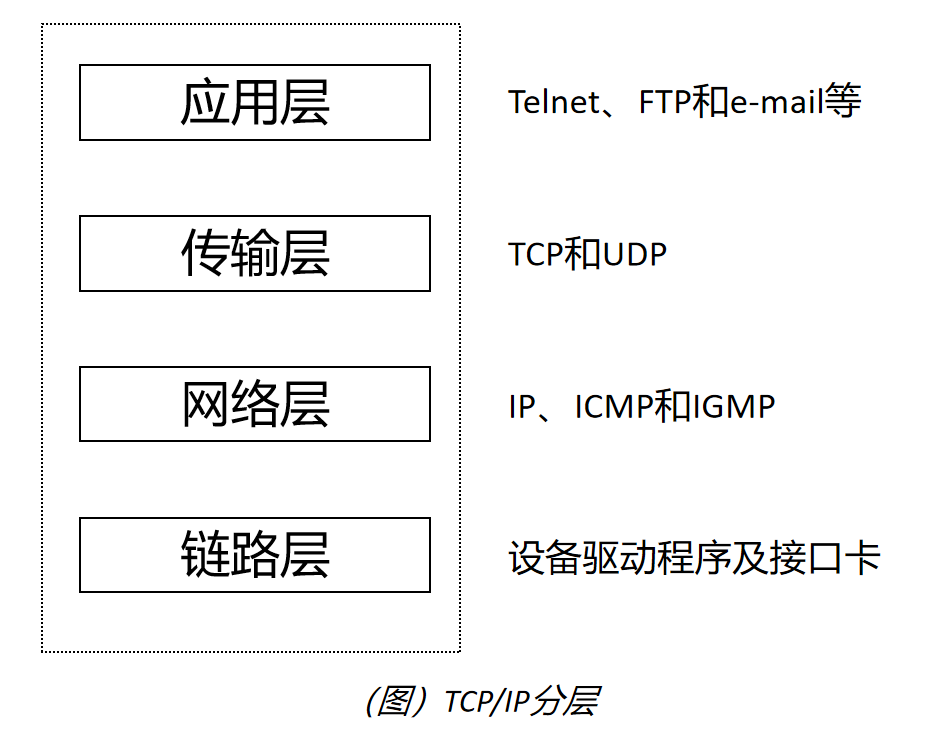 应用层 Telnet、FTP和e-mail等
传输层 TCP和UDP
网络层 IP、ICMP和IGMP
链路层 设备驱动程序及接口卡
（图）TCP/IP分层